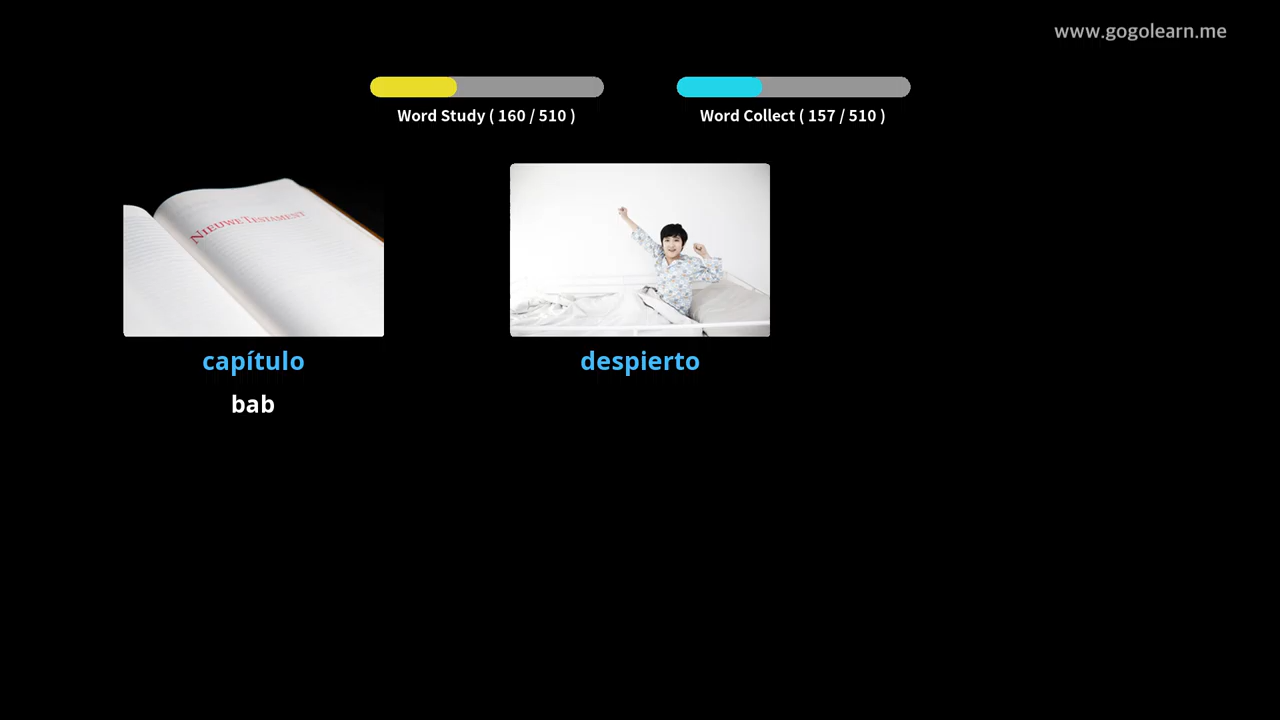 www.gogolearn.me
Word Study ( 160 / 510 )
Word Collect ( 157 / 510 )
NIEUWE TESTAMENT
capítulo
despierto
bab